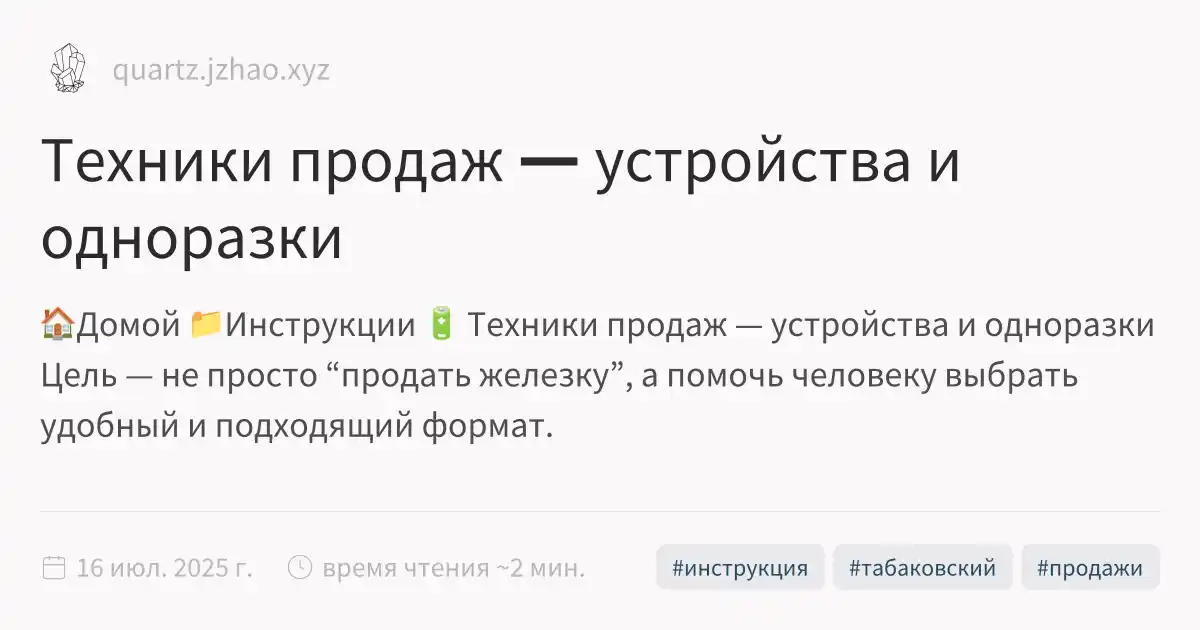 quartz.jzhao.xyz
Техники продаж — устройства и
одноразки
🏠Домой 📁Инструкции 🔋 Техники продаж — устройства и одноразки
Цель — не просто “продать железку”, а помочь человеку выбрать
удобный и подходящий формат.
16 июл. 2025 г. время чтения ~2 мин. #инструкция #табаковский #продажи